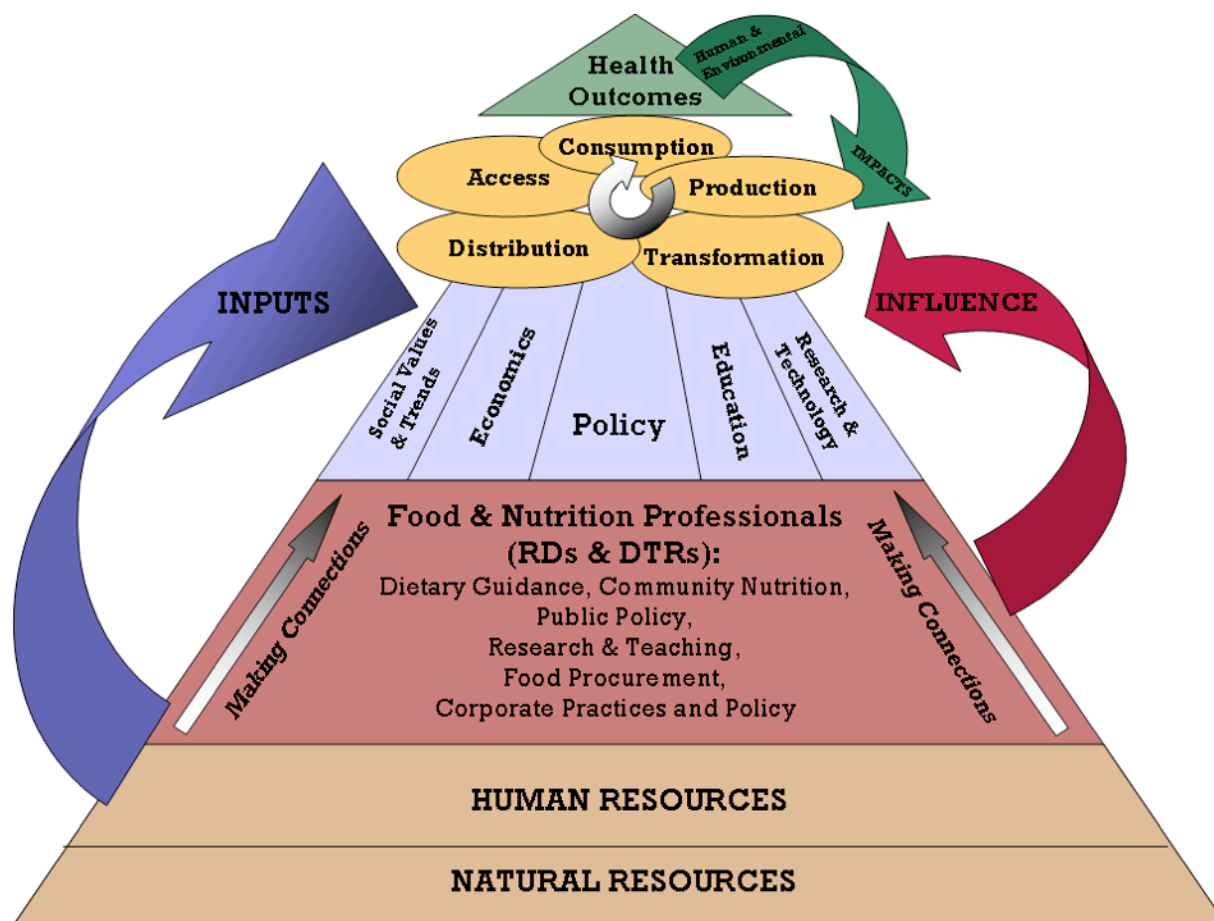 Health
Outcomes
Human &
Environmental
IMPACTS
Consumption
Access
Production
Distribution
Transformation
INPUTS
INFLUENCE
Social Values
& Trends
Economics
Policy
Education
Research &
Technology
Food & Nutrition Professionals
(RDs & DTRs):
Dietary Guidance, Community Nutrition,
Public Policy,
Research & Teaching,
Food Procurement,
Corporate Practices and Policy
Making Connections
Making Connections
HUMAN RESOURCES
NATURAL RESOURCES